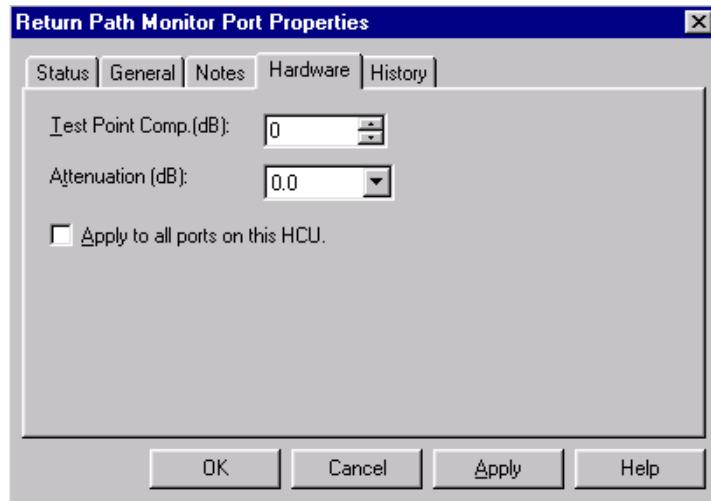 Return Path Monitor Port Properties
Status General Notes Hardware History
Test Point Comp.(dB): 0
Attenuation (dB): 0.0
Apply to all ports on this HCU.
OK Cancel Apply Help